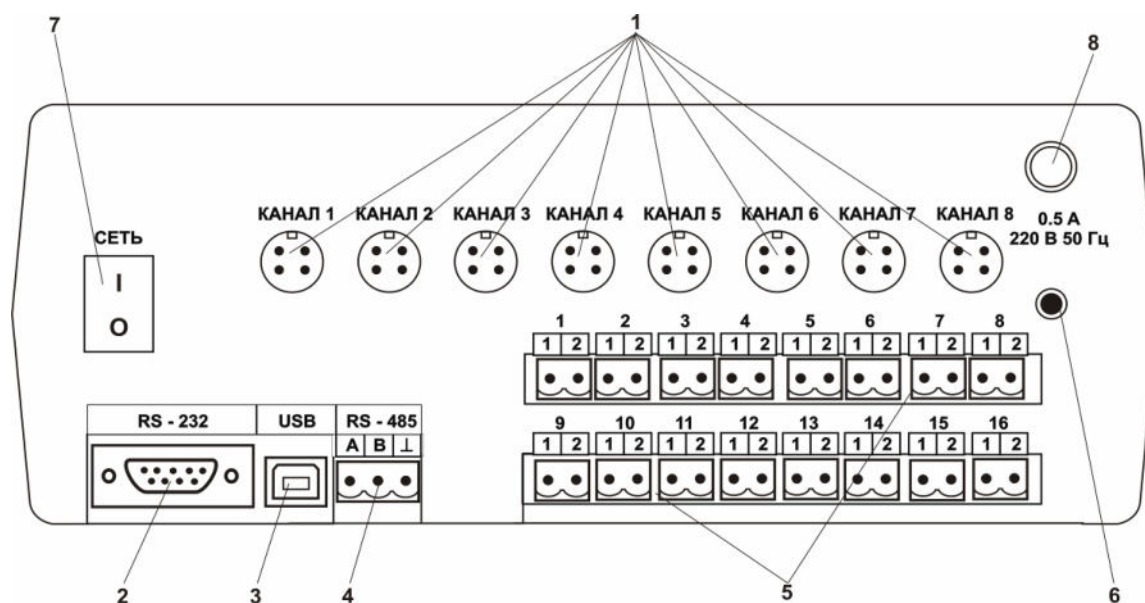 7 1 8
КАНАЛ 1 КАНАЛ 2 КАНАЛ 3 КАНАЛ 4 КАНАЛ 5 КАНАЛ 6 КАНАЛ 7 КАНАЛ 8
0.5 А
220 В 50 Гц
СЕТЬ
I
O
1 2 3 4 5 6 7 8
1 2 1 2 1 2 1 2 1 2 1 2 1 2 1 2
RS - 232 USB RS - 485
A B ⊥
9 10 11 12 13 14 15 16
1 2 1 2 1 2 1 2 1 2 1 2 1 2 1 2
2 3 4 5 6